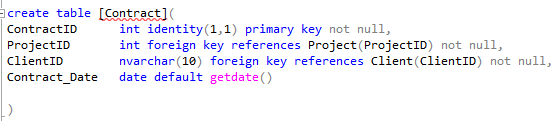 create table [Contract](
ContractID int identity(1,1) primary key not null,
ProjectID int foreign key references Project(ProjectID) not null,
ClientID nvarchar(10) foreign key references Client(ClientID) not null,
Contract_Date date default getdate()
)